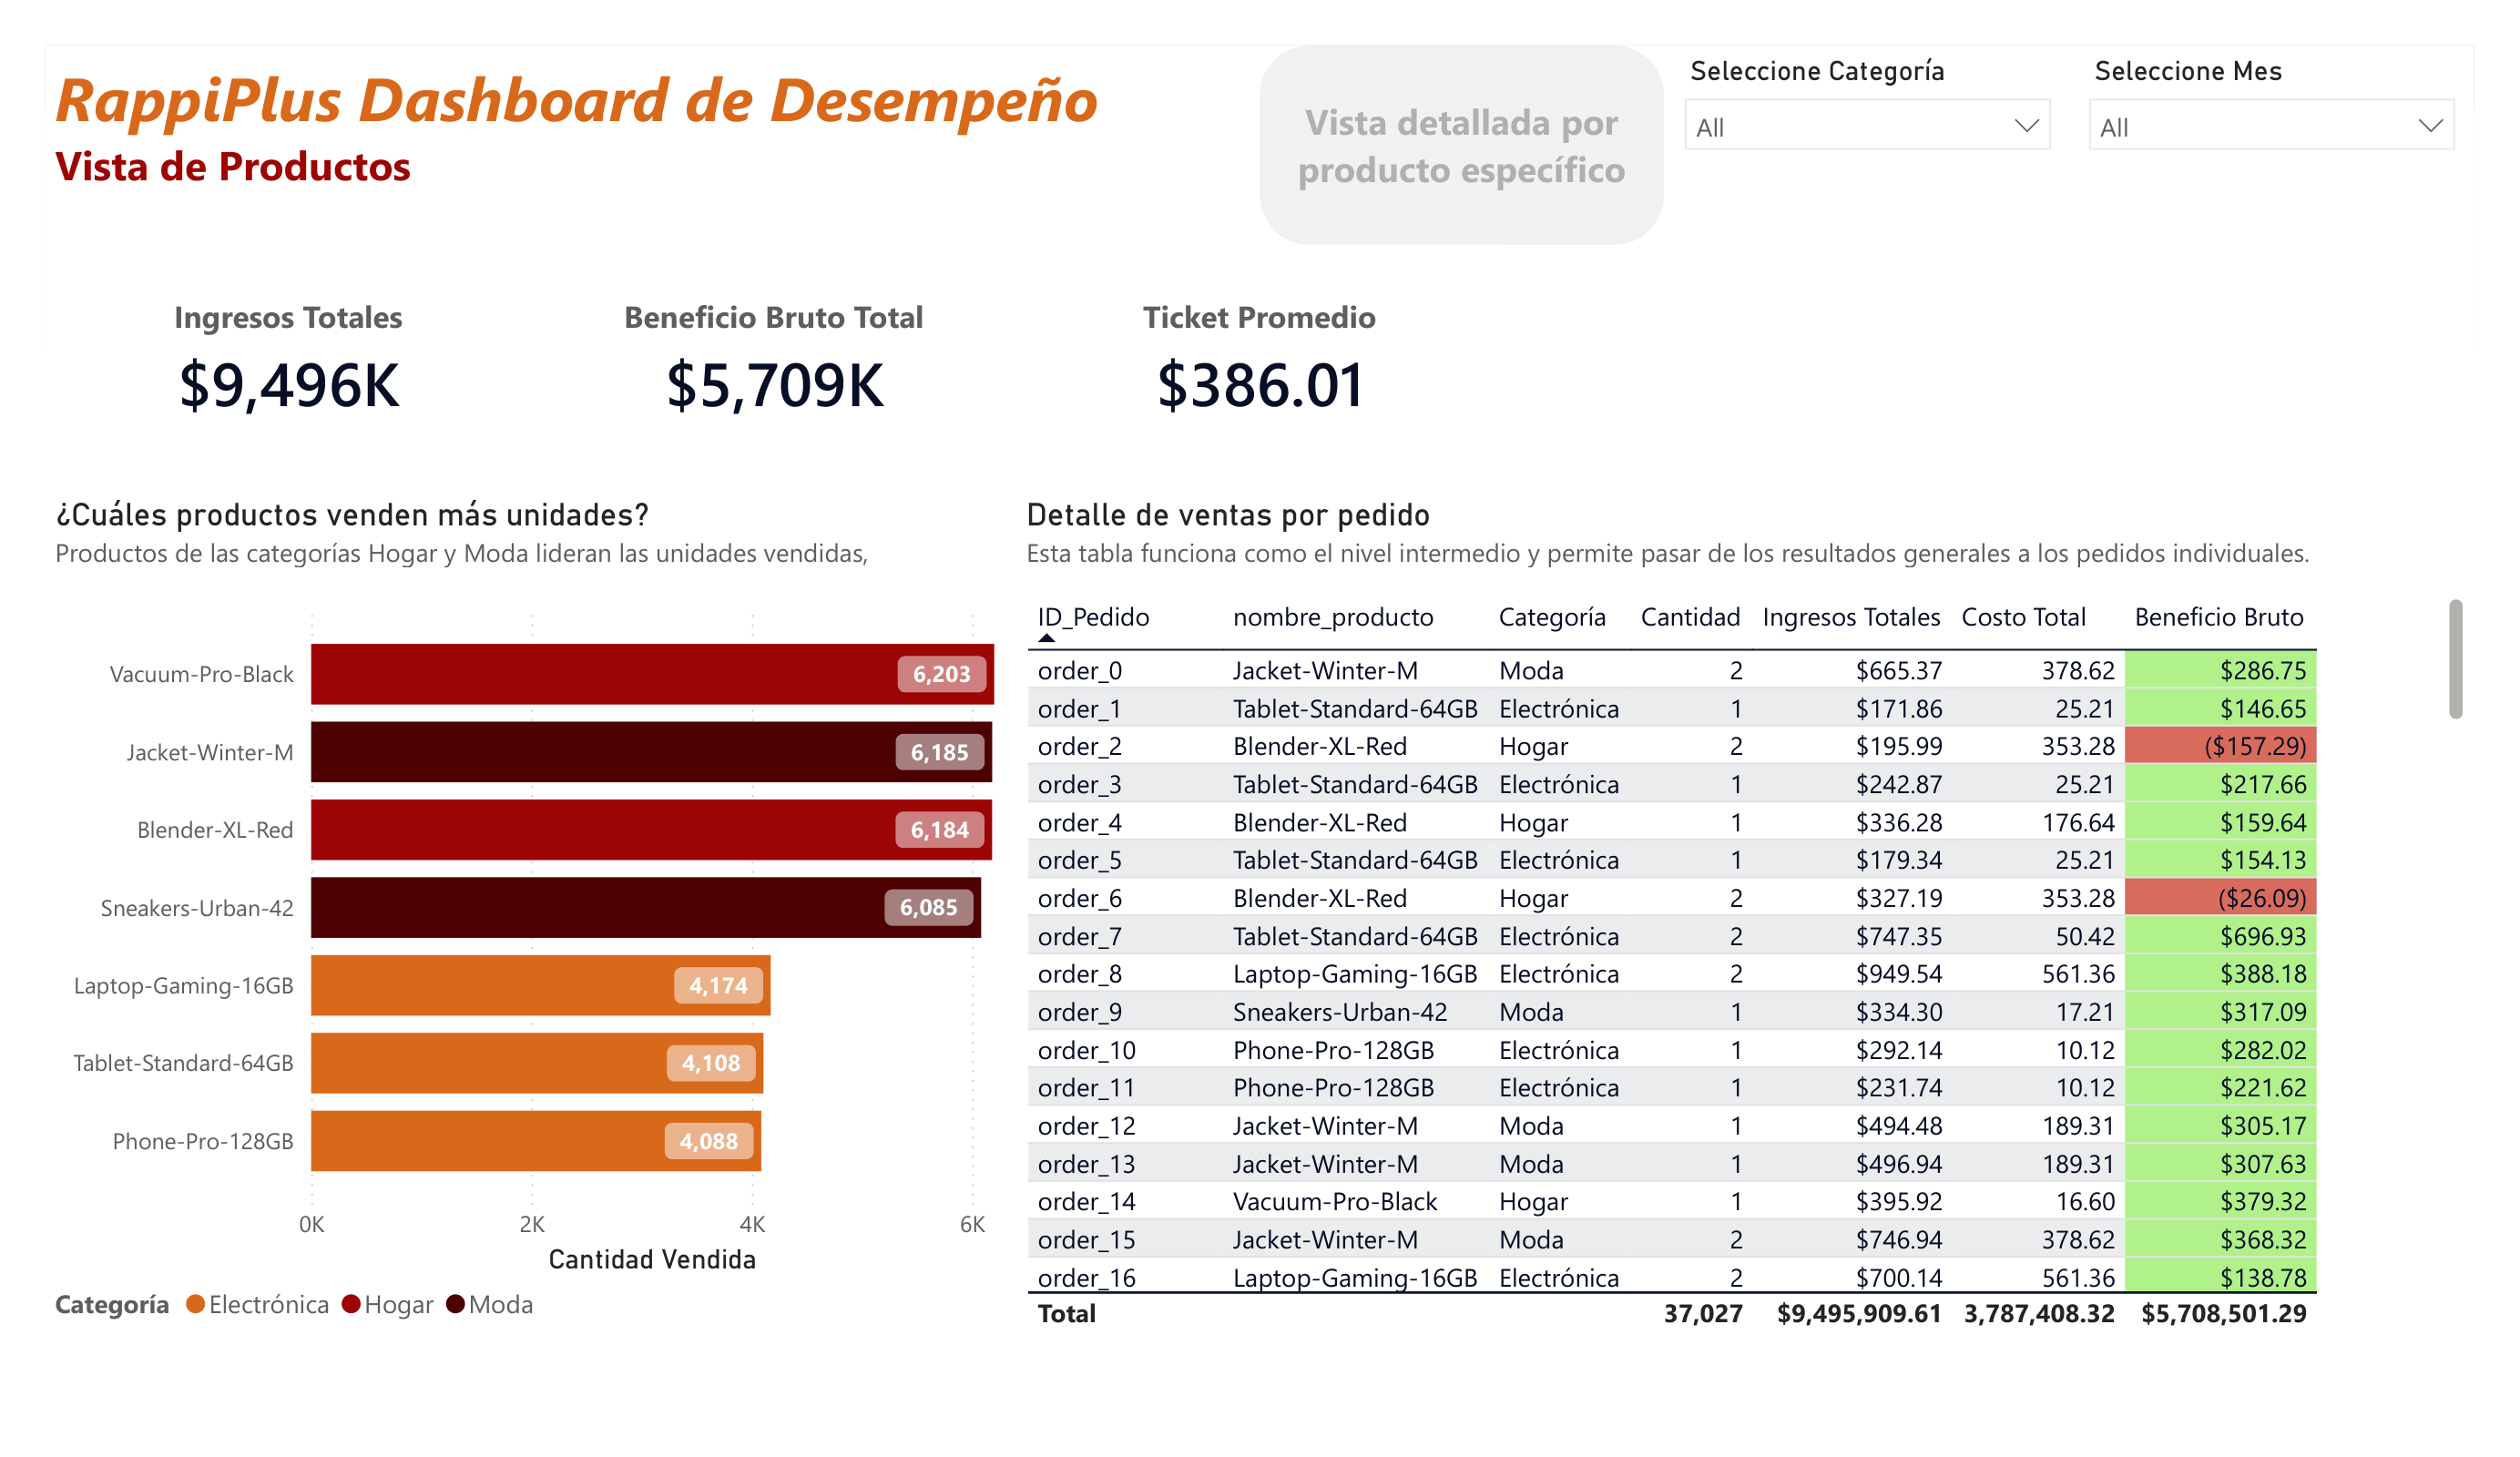 RappiPlus Dashboard de Desempeño
Vista de Productos
Vista detallada por
producto específico
Seleccione Categoría
All
Seleccione Mes
All
Ingresos Totales
$9,496K
Beneficio Bruto Total
$5,709K
Ticket Promedio
$386.01
¿Cuáles productos venden más unidades?
Productos de las categorías Hogar y Moda lideran las unidades vendidas,
Vacuum-Pro-Black 6,203
Jacket-Winter-M 6,185
Blender-XL-Red 6,184
Sneakers-Urban-42 6,085
Laptop-Gaming-16GB 4,174
Tablet-Standard-64GB 4,108
Phone-Pro-128GB 4,088
0K 2K 4K 6K
Cantidad Vendida
Categoría Electrónica Hogar Moda
Detalle de ventas por pedido
Esta tabla funciona como el nivel intermedio y permite pasar de los resultados generales a los pedidos individuales.
ID_Pedido nombre_producto Categoría Cantidad Ingresos Totales Costo Total Beneficio Bruto
order_0 Jacket-Winter-M Moda 2 $665.37 378.62 $286.75
order_1 Tablet-Standard-64GB Electrónica 1 $171.86 25.21 $146.65
order_2 Blender-XL-Red Hogar 2 $195.99 353.28 ($157.29)
order_3 Tablet-Standard-64GB Electrónica 1 $242.87 25.21 $217.66
order_4 Blender-XL-Red Hogar 1 $336.28 176.64 $159.64
order_5 Tablet-Standard-64GB Electrónica 1 $179.34 25.21 $154.13
order_6 Blender-XL-Red Hogar 2 $327.19 353.28 ($26.09)
order_7 Tablet-Standard-64GB Electrónica 2 $747.35 50.42 $696.93
order_8 Laptop-Gaming-16GB Electrónica 2 $949.54 561.36 $388.18
order_9 Sneakers-Urban-42 Moda 1 $334.30 17.21 $317.09
order_10 Phone-Pro-128GB Electrónica 1 $292.14 10.12 $282.02
order_11 Phone-Pro-128GB Electrónica 1 $231.74 10.12 $221.62
order_12 Jacket-Winter-M Moda 1 $494.48 189.31 $305.17
order_13 Jacket-Winter-M Moda 1 $496.94 189.31 $307.63
order_14 Vacuum-Pro-Black Hogar 1 $395.92 16.60 $379.32
order_15 Jacket-Winter-M Moda 2 $746.94 378.62 $368.32
order_16 Laptop-Gaming-16GB Electrónica 2 $700.14 561.36 $138.78
Total 37,027 $9,495,909.61 3,787,408.32 $5,708,501.29